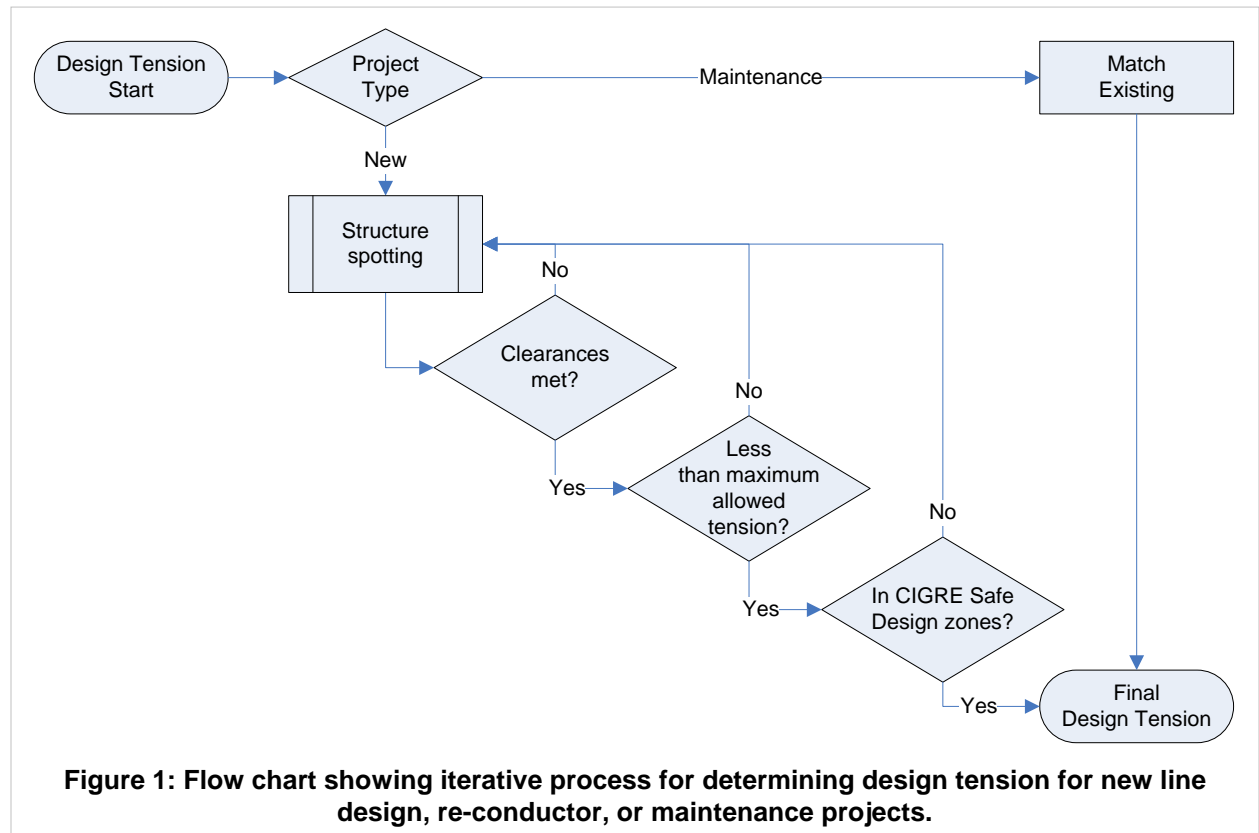 Design Tension
Start
Project
Type
Maintenance
Match
Existing
New
Structure
spotting
No
Clearances
met?
No
Yes
Less
than maximum
allowed
tension?
No
Yes
In CIGRE Safe
Design zones?
Yes
Final
Design Tension
Figure 1: Flow chart showing iterative process for determining design tension for new line
design, re-conductor, or maintenance projects.